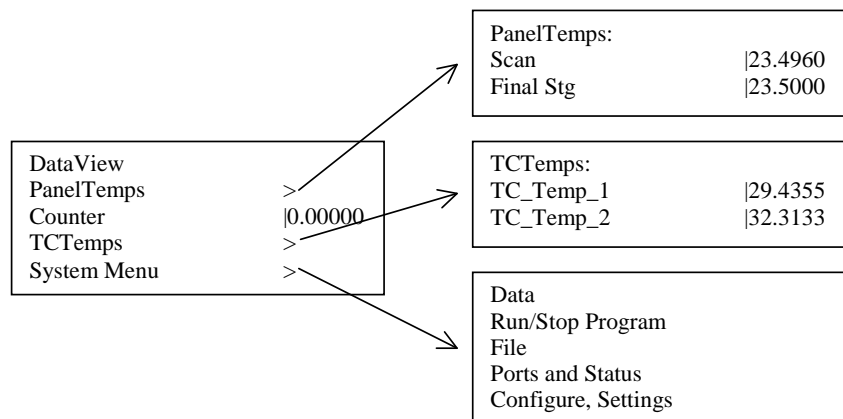 PanelTemps:
Scan |23.4960
Final Stg |23.5000
DataView
PanelTemps >
Counter |0.00000
TCTemps >
System Menu >
TCTemps:
TC_Temp_1 |29.4355
TC_Temp_2 |32.3133
Data
Run/Stop Program
File
Ports and Status
Configure, Settings